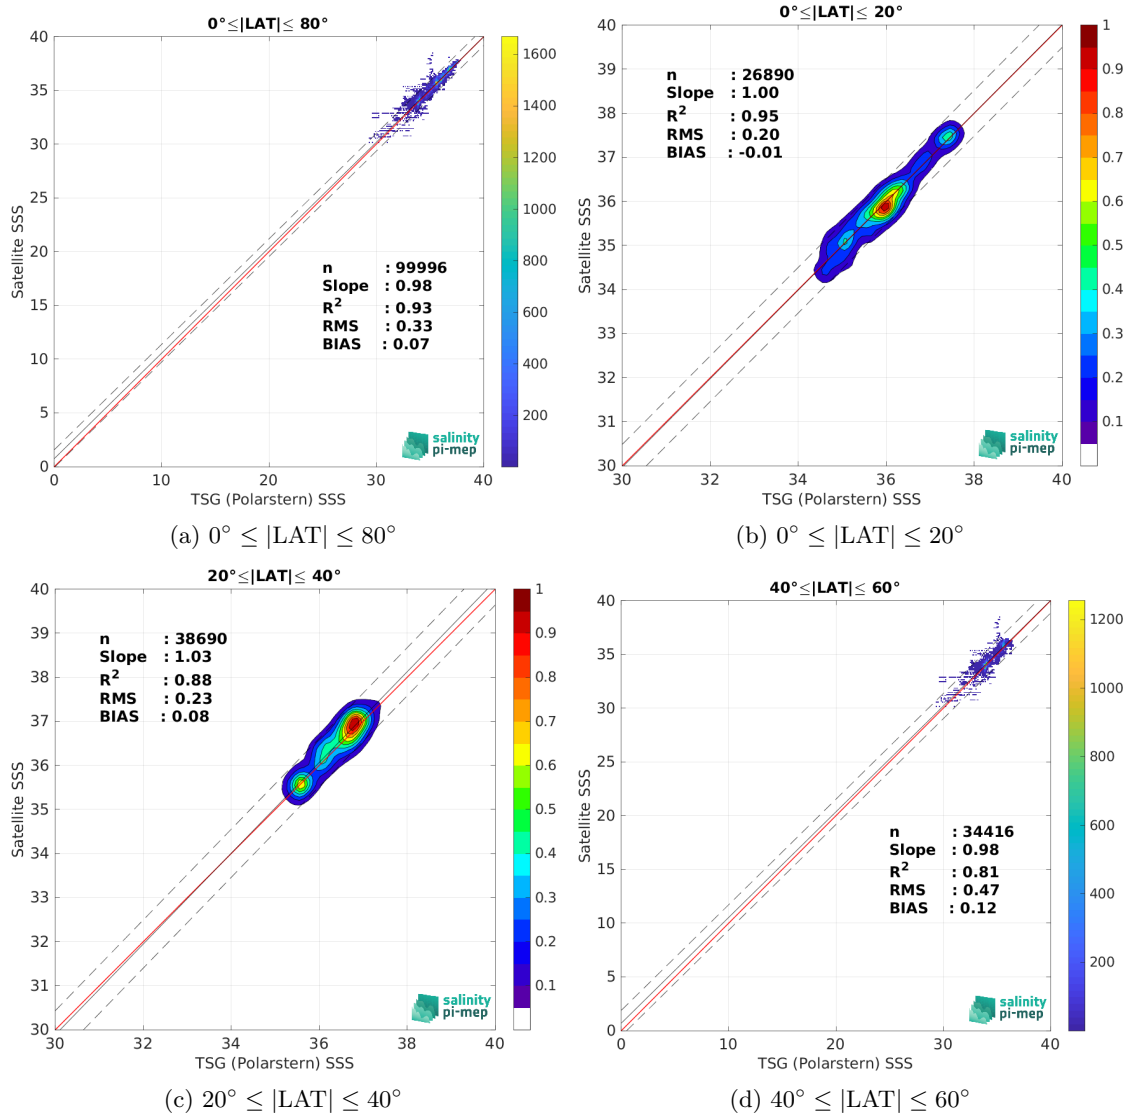 0°≤|LAT|≤ 80°
40
35
30
25
20
15
10
5
0
0
10
20
30
40
Satellite SSS
TSG (Polarstern) SSS
n : 99996
Slope : 0.98
R² : 0.93
RMS : 0.33
BIAS : 0.07
salinity
pi-mep
1600
1400
1200
1000
800
600
400
200
(a) 0° ≤ |LAT| ≤ 80°
0°≤|LAT|≤ 20°
40
39
38
37
36
35
34
33
32
31
30
30
32
34
36
38
40
Satellite SSS
TSG (Polarstern) SSS
n : 26890
Slope : 1.00
R² : 0.95
RMS : 0.20
BIAS : -0.01
salinity
pi-mep
1
0.9
0.8
0.7
0.6
0.5
0.4
0.3
0.2
0.1
(b) 0° ≤ |LAT| ≤ 20°
20°≤|LAT|≤ 40°
40
39
38
37
36
35
34
33
32
31
30
30
32
34
36
38
40
Satellite SSS
TSG (Polarstern) SSS
n : 38690
Slope : 1.03
R² : 0.88
RMS : 0.23
BIAS : 0.08
salinity
pi-mep
1
0.9
0.8
0.7
0.6
0.5
0.4
0.3
0.2
0.1
(c) 20° ≤ |LAT| ≤ 40°
40°≤|LAT|≤ 60°
40
35
30
25
20
15
10
5
0
0
10
20
30
40
Satellite SSS
TSG (Polarstern) SSS
n : 34416
Slope : 0.98
R² : 0.81
RMS : 0.47
BIAS : 0.12
salinity
pi-mep
1200
1000
800
600
400
200
(d) 40° ≤ |LAT| ≤ 60°